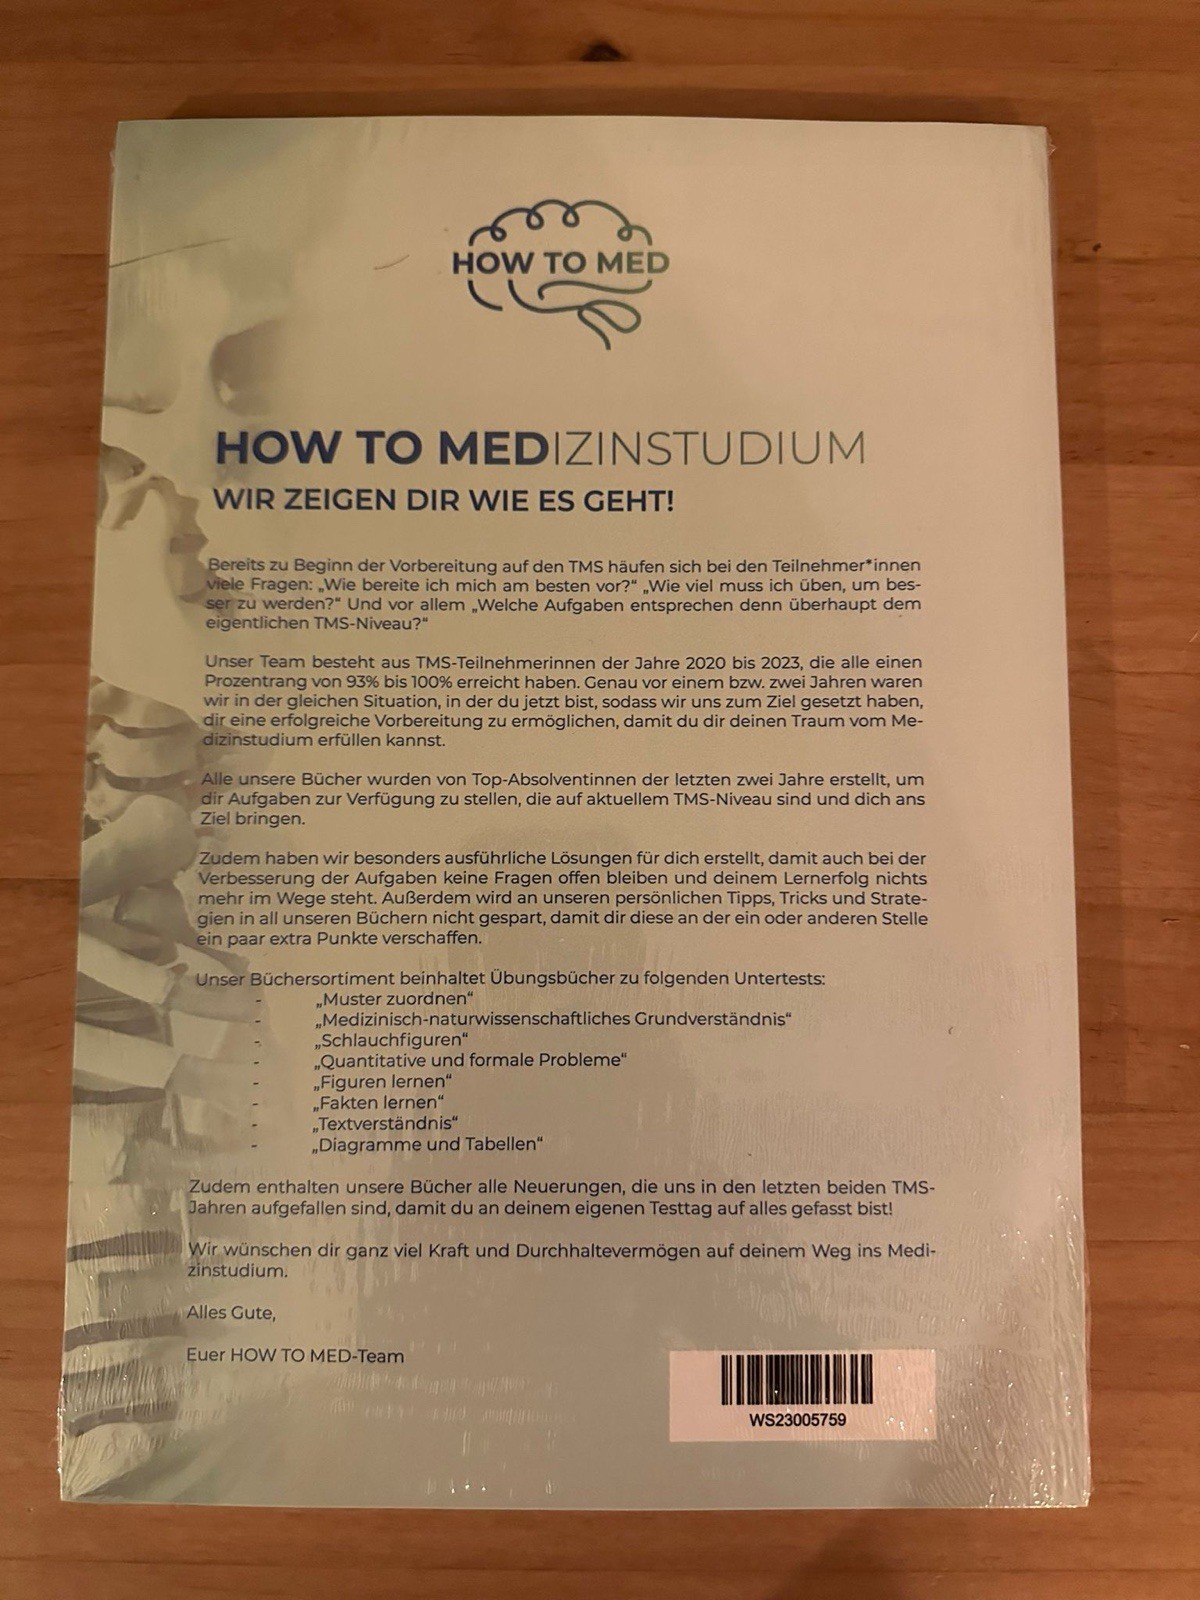 HOW TO MED
HOW TO MEDIZINSTUDIUM
WIR ZEIGEN DIR WIE ES GEHT!
Bereits zu Beginn der Vorbereitung auf den TMS häufen sich bei den Teilnehmer*innen
viele Fragen: „Wie bereite ich mich am besten vor?“ „Wie viel muss ich üben, um bes-
ser zu werden?“ Und vor allem „Welche Aufgaben entsprechen denn überhaupt dem
eigentlichen TMS-Niveau?“
Unser Team besteht aus TMS-Teilnehmerinnen der Jahre 2020 bis 2023, die alle einen
Prozentrang von 93% bis 100% erreicht haben. Genau vor einem bzw. zwei Jahren waren
wir in der gleichen Situation, in der du jetzt bist, sodass wir uns zum Ziel gesetzt haben,
dir eine erfolgreiche Vorbereitung zu ermöglichen, damit du dir deinen Traum vom Me-
dizinstudium erfüllen kannst.
Alle unsere Bücher wurden von Top-Absolventinnen der letzten zwei Jahre erstellt, um
dir Aufgaben zur Verfügung zu stellen, die auf aktuellem TMS-Niveau sind und dich ans
Ziel bringen.
Zudem haben wir besonders ausführliche Lösungen für dich erstellt, damit auch bei der
Verbesserung der Aufgaben keine Fragen offen bleiben und deinem Lernerfolg nichts
mehr im Wege steht. Außerdem wird an unseren persönlichen Tipps, Tricks und Strate-
gien in all unseren Büchern nicht gespart, damit dir diese an der ein oder anderen Stelle
ein paar extra Punkte verschaffen.
Unser Büchersortiment beinhaltet Übungsbücher zu folgenden Untertests:
- „Muster zuordnen“
- „Medizinisch-naturwissenschaftliches Grundverständnis“
- „Schlauchfiguren“
- „Quantitative und formale Probleme“
- „Figuren lernen“
- „Fakten lernen“
- „Textverständnis“
- „Diagramme und Tabellen“
Zudem enthalten unsere Bücher alle Neuerungen, die uns in den letzten beiden TMS-
Jahren aufgefallen sind, damit du an deinem eigenen Testtag auf alles gefasst bist!
Wir wünschen dir ganz viel Kraft und Durchhaltevermögen auf deinem Weg ins Medi-
zinstudium.
Alles Gute,
Euer HOW TO MED-Team
WS23005759